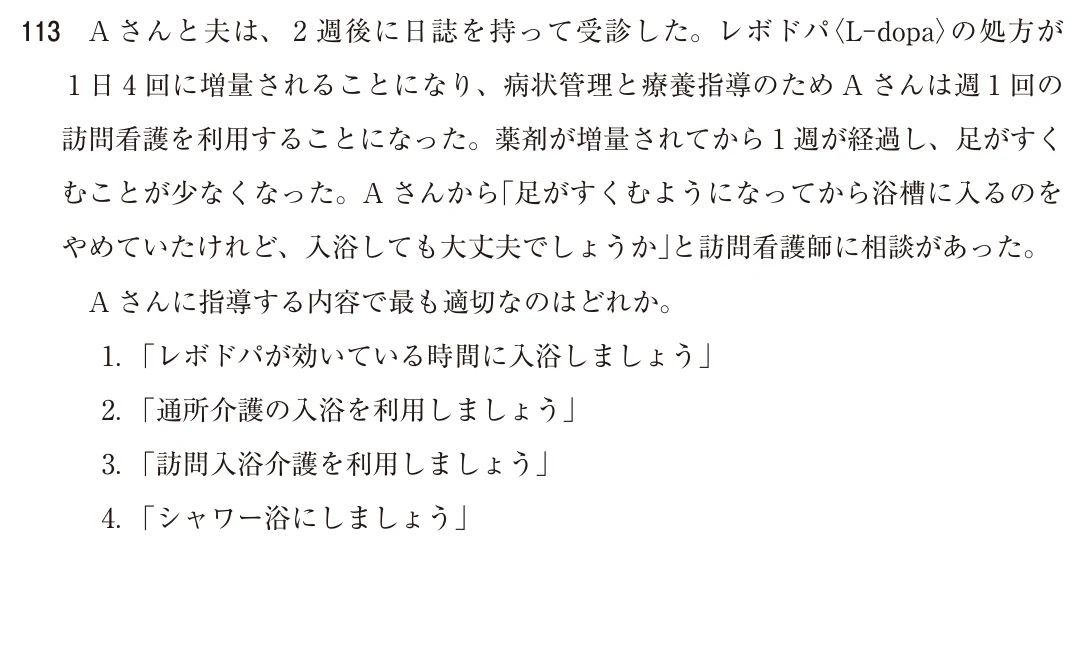 113 Aさんと夫は、2週後に日誌を持って受診した。レボドパ〈L-dopa〉の処方が
1日4回に増量されることになり、病状管理と療養指導のためAさんは週1回の
訪問看護を利用することになった。薬剤が増量されてから1週が経過し、足がすく
むことが少なくなった。Aさんから「足がすくむようになってから浴槽に入るのを
やめていたけれど、入浴しても大丈夫でしょうか」と訪問看護師に相談があった。
Aさんに指導する内容で最も適切なのはどれか。
1. 「レボドパが効いている時間に入浴しましょう」
2. 「通所介護の入浴を利用しましょう」
3. 「訪問入浴介護を利用しましょう」
4. 「シャワー浴にしましょう」